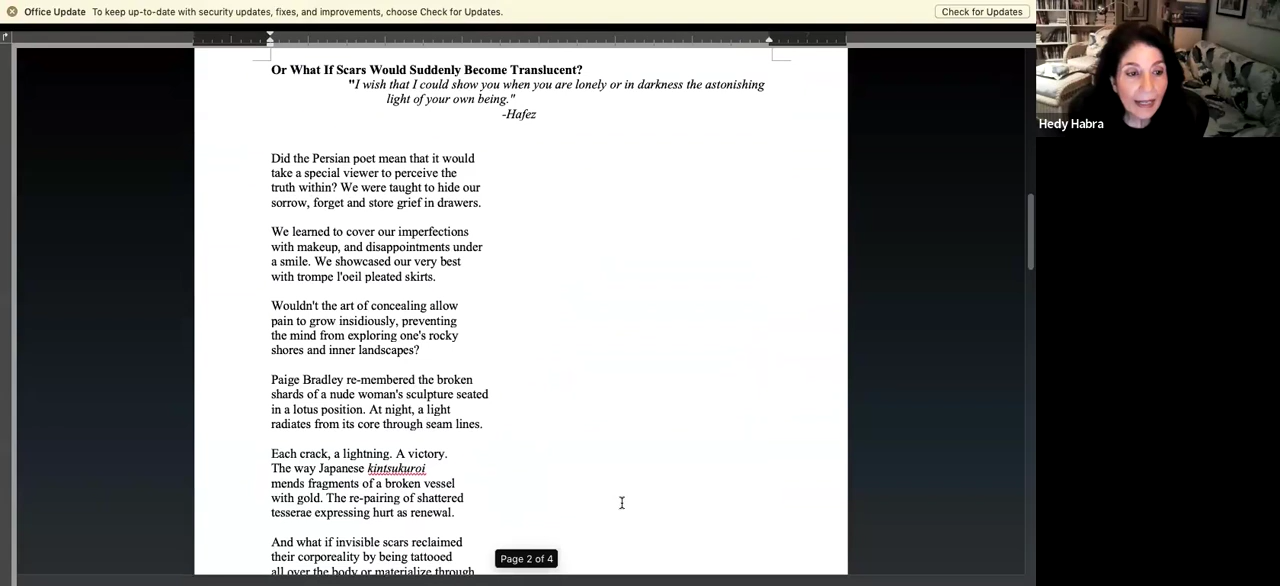 Office Update To keep up-to-date with security updates, fixes, and improvements, choose Check for Updates.
Check for Updates
Hedy Habra
Or What If Scars Would Suddenly Become Translucent?
"I wish that I could show you when you are lonely or in darkness the astonishing
light of your own being."
-Hafez
Did the Persian poet mean that it would
take a special viewer to perceive the
truth within? We were taught to hide our
sorrow, forget and store grief in drawers.
We learned to cover our imperfections
with makeup, and disappointments under
a smile. We showcased our very best
with trompe l'oeil pleated skirts.
Wouldn't the art of concealing allow
pain to grow insidiously, preventing
the mind from exploring one's rocky
shores and inner landscapes?
Paige Bradley re-membered the broken
shards of a nude woman's sculpture seated
in a lotus position. At night, a light
radiates from its core through seam lines.
Each crack, a lightning. A victory.
The way Japanese kintsukuroi
mends fragments of a broken vessel
with gold. The re-pairing of shattered
tesserae expressing hurt as renewal.
And what if invisible scars reclaimed
their corporeality by being tattooed
all over the body or materialize through
Page 2 of 4